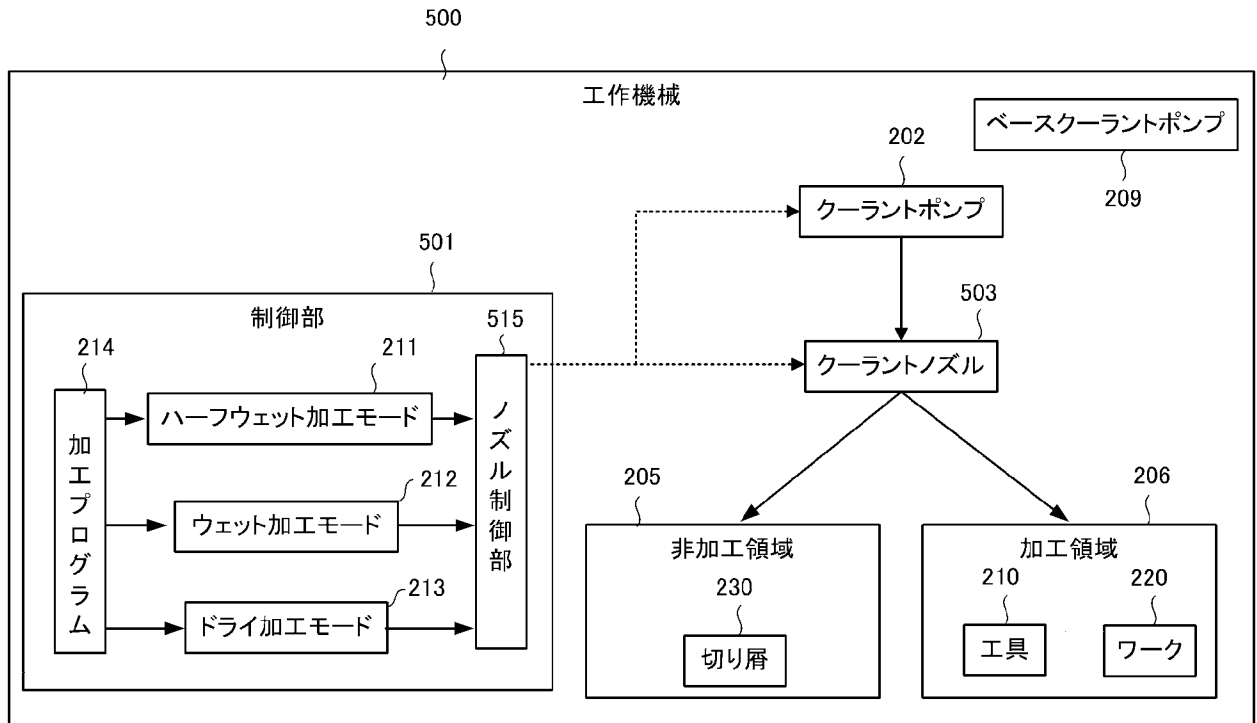 500
工作機械
ベースクーラントポンプ
209
202
クーラントポンプ
501
制御部
503
クーラントノズル
515
ノズル制御部
214
加工プログラム
211
ハーフウェット加工モード
212
ウェット加工モード
213
ドライ加工モード
205
非加工領域
230
切り屑
206
加工領域
210
工具
220
ワーク